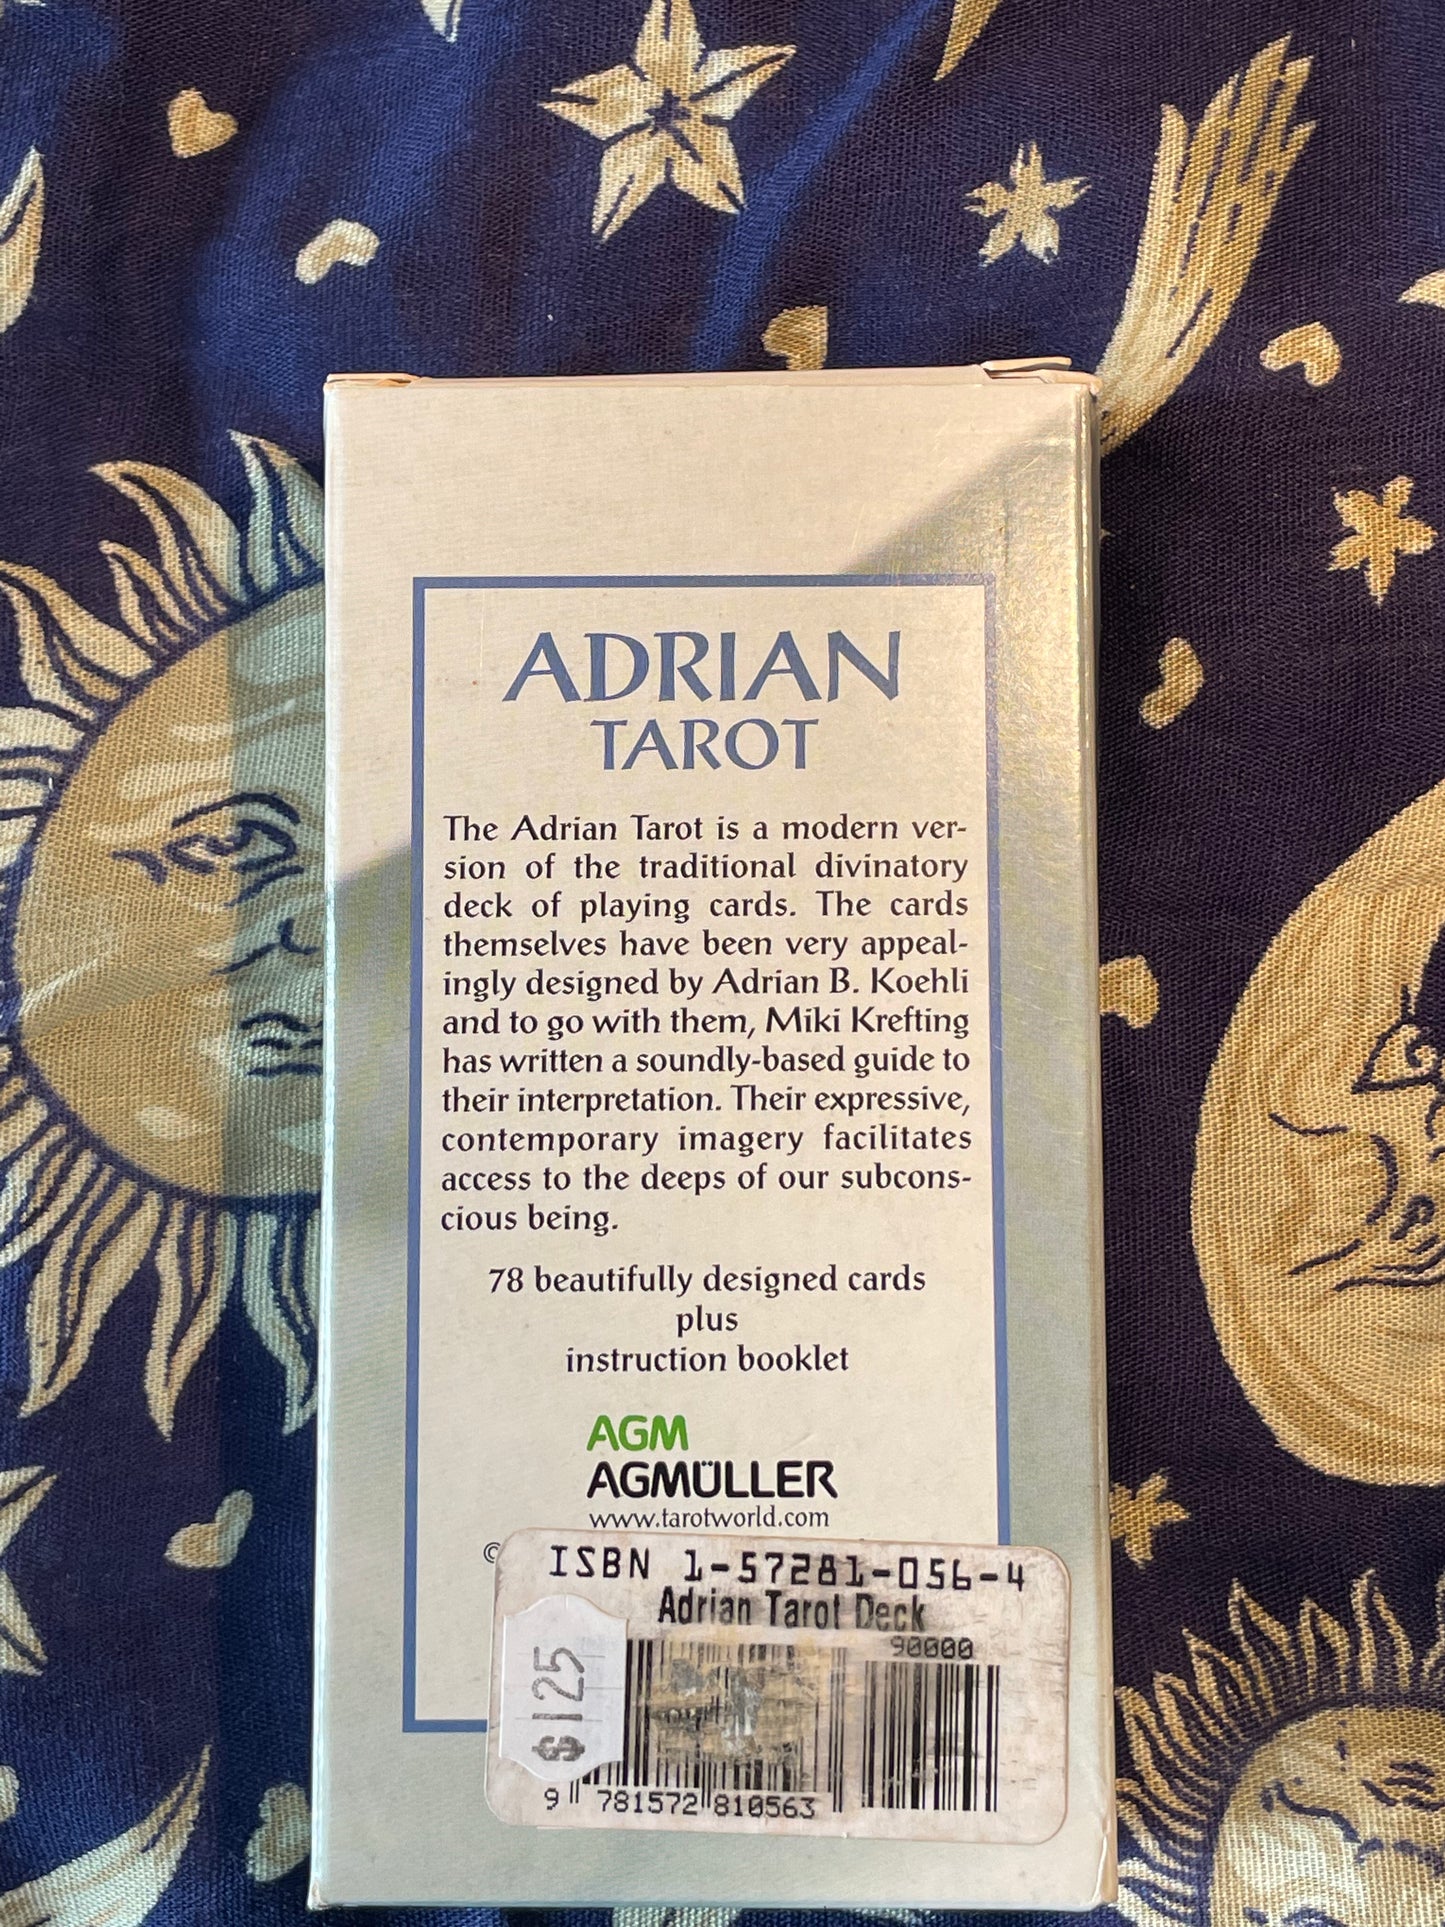 ADRIAN
TAROT
The Adrian Tarot is a modern ver-
sion of the traditional divinatory
deck of playing cards. The cards
themselves have been very appeal-
ingly designed by Adrian B. Koehli
and to go with them, Miki Krefting
has written a soundly-based guide to
their interpretation. Their expressive,
contemporary imagery facilitates
access to the deeps of our subcons-
cious being.
78 beautifully designed cards
plus
instruction booklet
AGM
AGMÜLLER
www.tarotworld.com
©
ISBN 1-57281-056-4
Adrian Tarot Deck
90000
$125
9 781572 810563